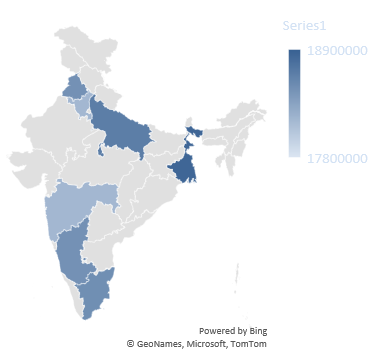 Series1
18900000
17800000
Powered by Bing
© GeoNames, Microsoft, TomTom